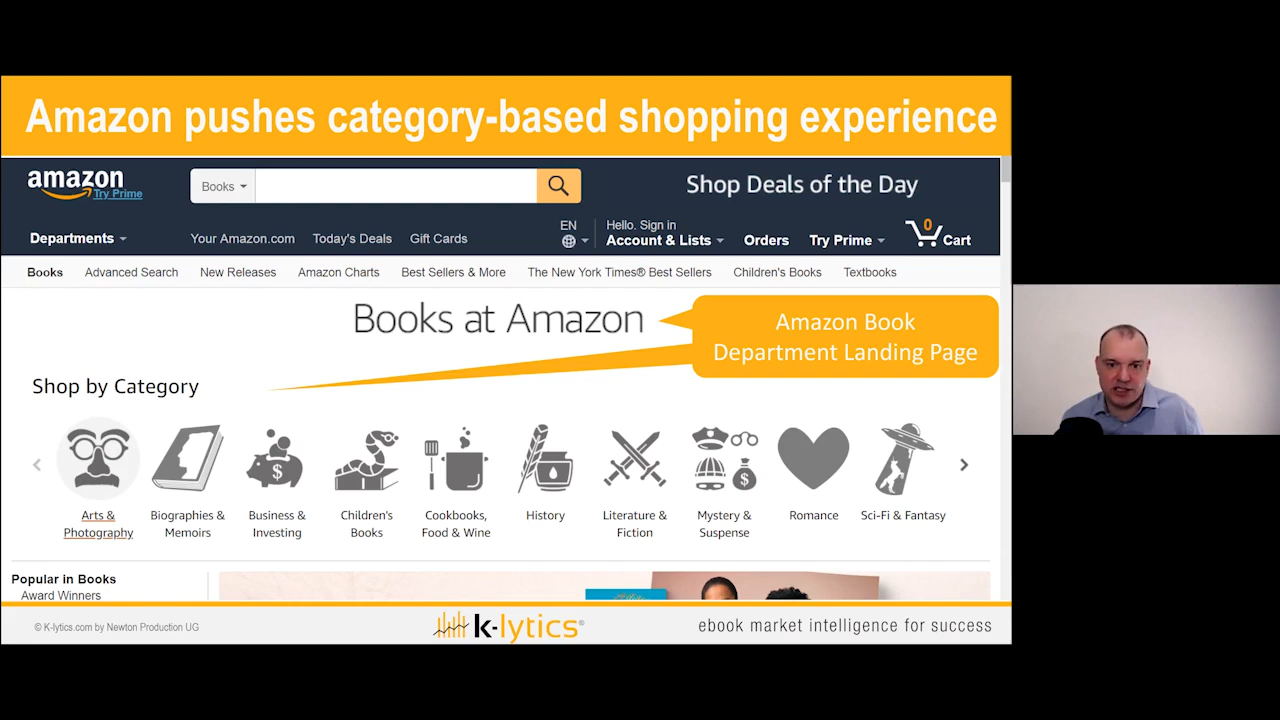 Amazon pushes category-based shopping experience
amazon
Try Prime
Books
Shop Deals of the Day
Departments
Your Amazon.com
Today's Deals
Gift Cards
EN
Hello. Sign in
Account & Lists
Orders
Try Prime
0
Cart
Books
Advanced Search
New Releases
Amazon Charts
Best Sellers & More
The New York Times® Best Sellers
Children's Books
Textbooks
Books at Amazon
Amazon Book
Department Landing Page
Shop by Category
$
$
Arts &
Photography
Biographies &
Memoirs
Business &
Investing
Children's
Books
Cookbooks,
Food & Wine
History
Literature &
Fiction
Mystery &
Suspense
Romance
Sci-Fi & Fantasy
Popular in Books
Award Winners
© K-lytics.com by Newton Production UG
k-lytics®
ebook market intelligence for success